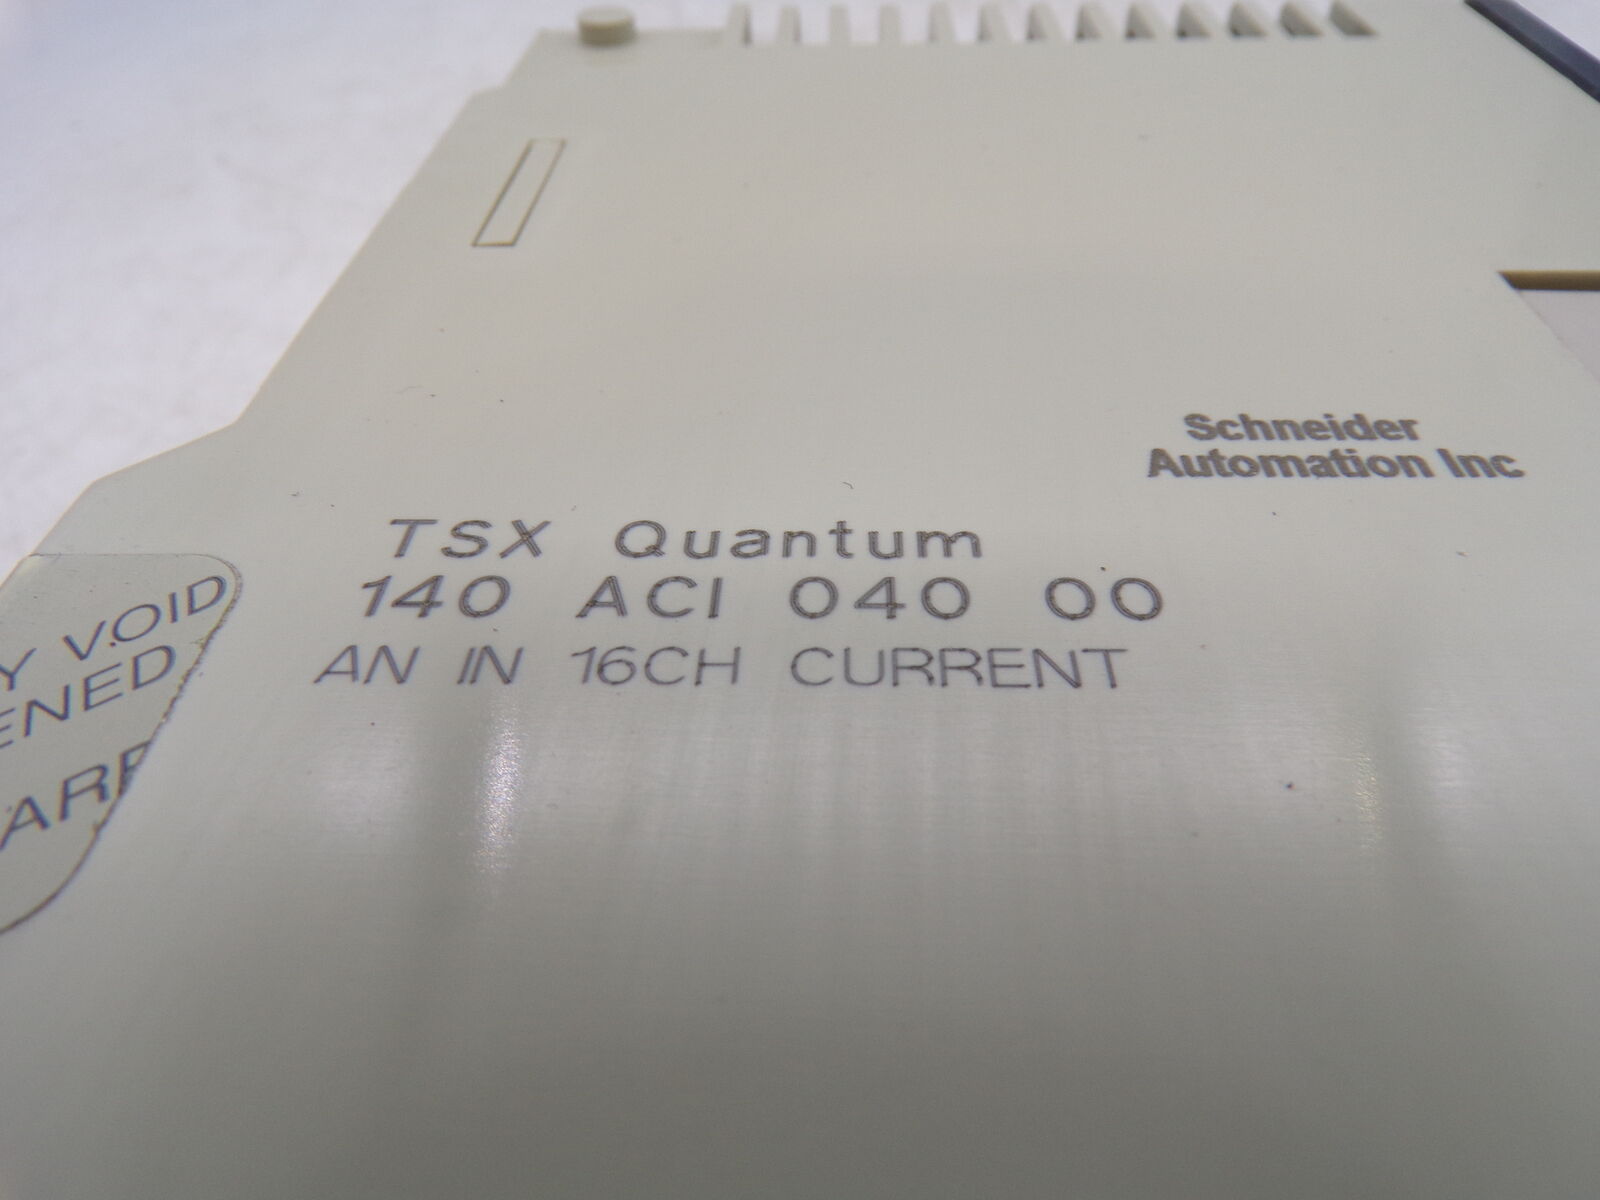 Schneider
Automation Inc
TSX Quantum
140 ACI 040 00
AN IN 16CH CURRENT
VOID